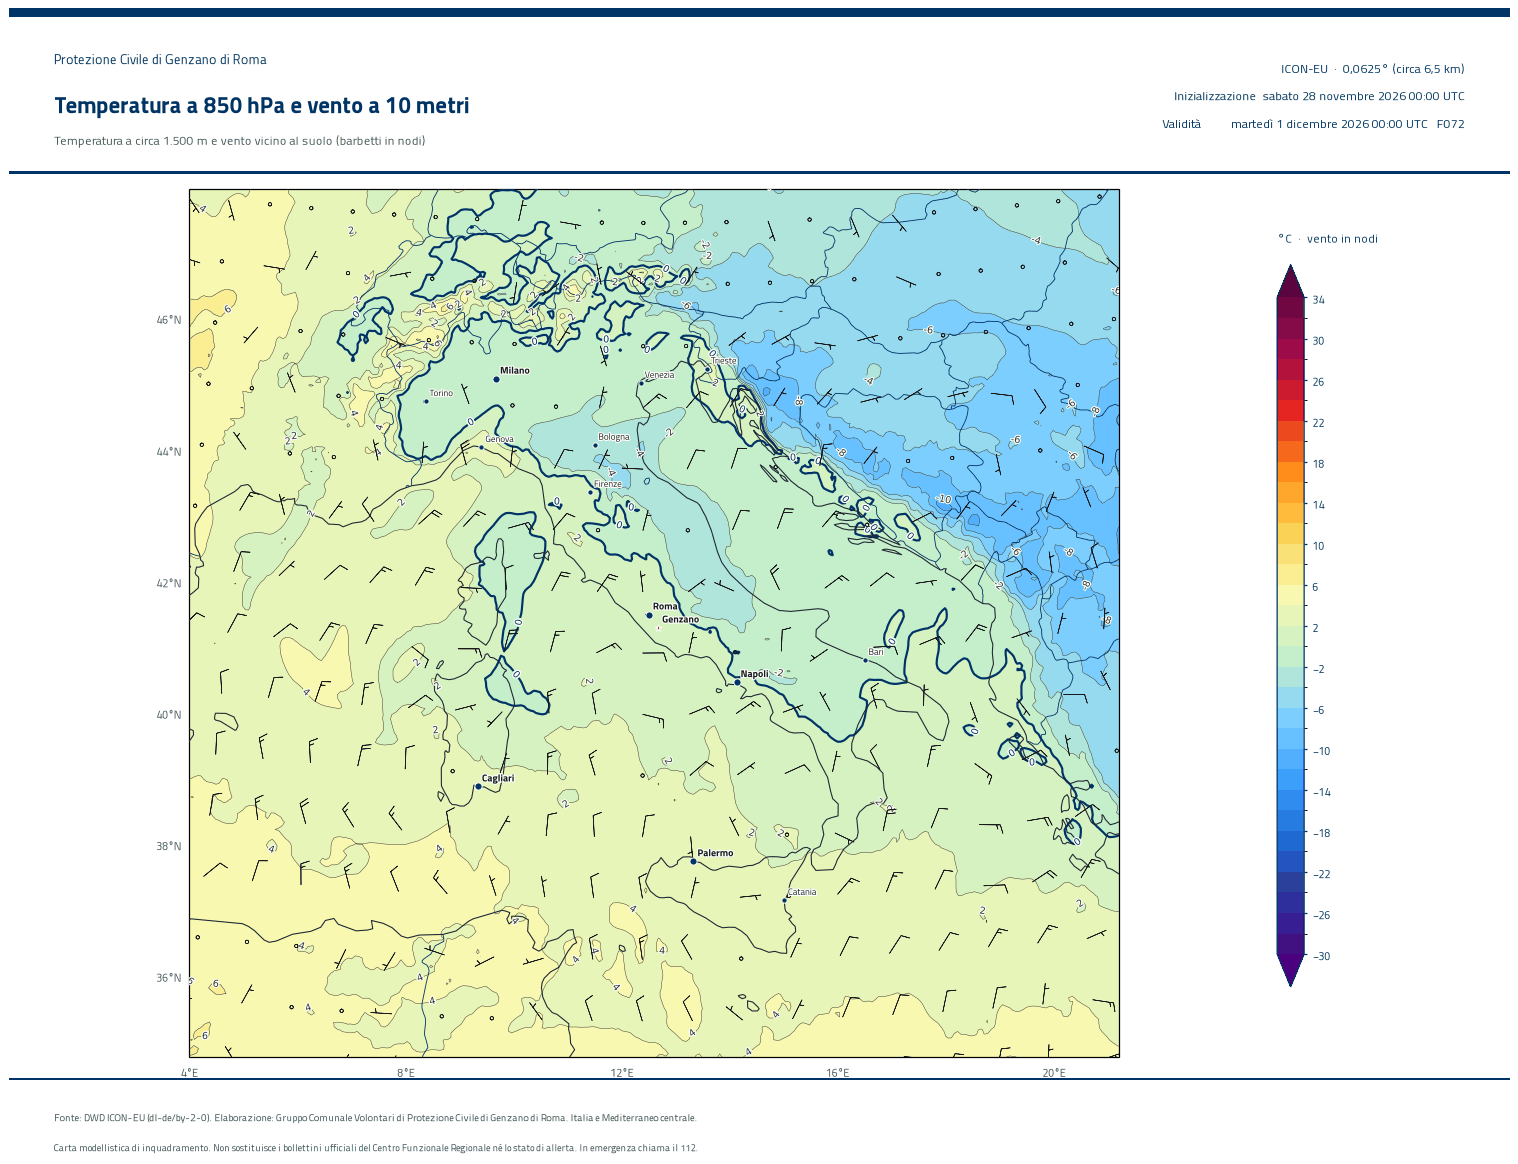 Protezione Civile di Genzano di Roma
Temperatura a 850 hPa e vento a 10 metri
Temperatura a circa 1.500 m e vento vicino al suolo (barbetti in nodi)
ICON-EU · 0,0625° (circa 6,5 km)
Inizializzazione sabato 28 novembre 2026 00:00 UTC
Validità martedì 1 dicembre 2026 00:00 UTC F072
°C · vento in nodi
34
30
26
22
18
14
10
6
2
−2
−6
−10
−14
−18
−22
−26
−30
46°N
44°N
42°N
40°N
38°N
36°N
4°E
8°E
12°E
16°E
20°E
Milano
Torino
Venezia
Trieste
Genova
Bologna
Firenze
Roma
Genzano
Napoli
Bari
Cagliari
Palermo
Catania
Fonte: DWD ICON-EU (dl-de/by-2-0). Elaborazione: Gruppo Comunale Volontari di Protezione Civile di Genzano di Roma. Italia e Mediterraneo centrale.
Carta modellistica di inquadramento. Non sostituisce i bollettini ufficiali del Centro Funzionale Regionale né lo stato di allerta. In emergenza chiama il 112.